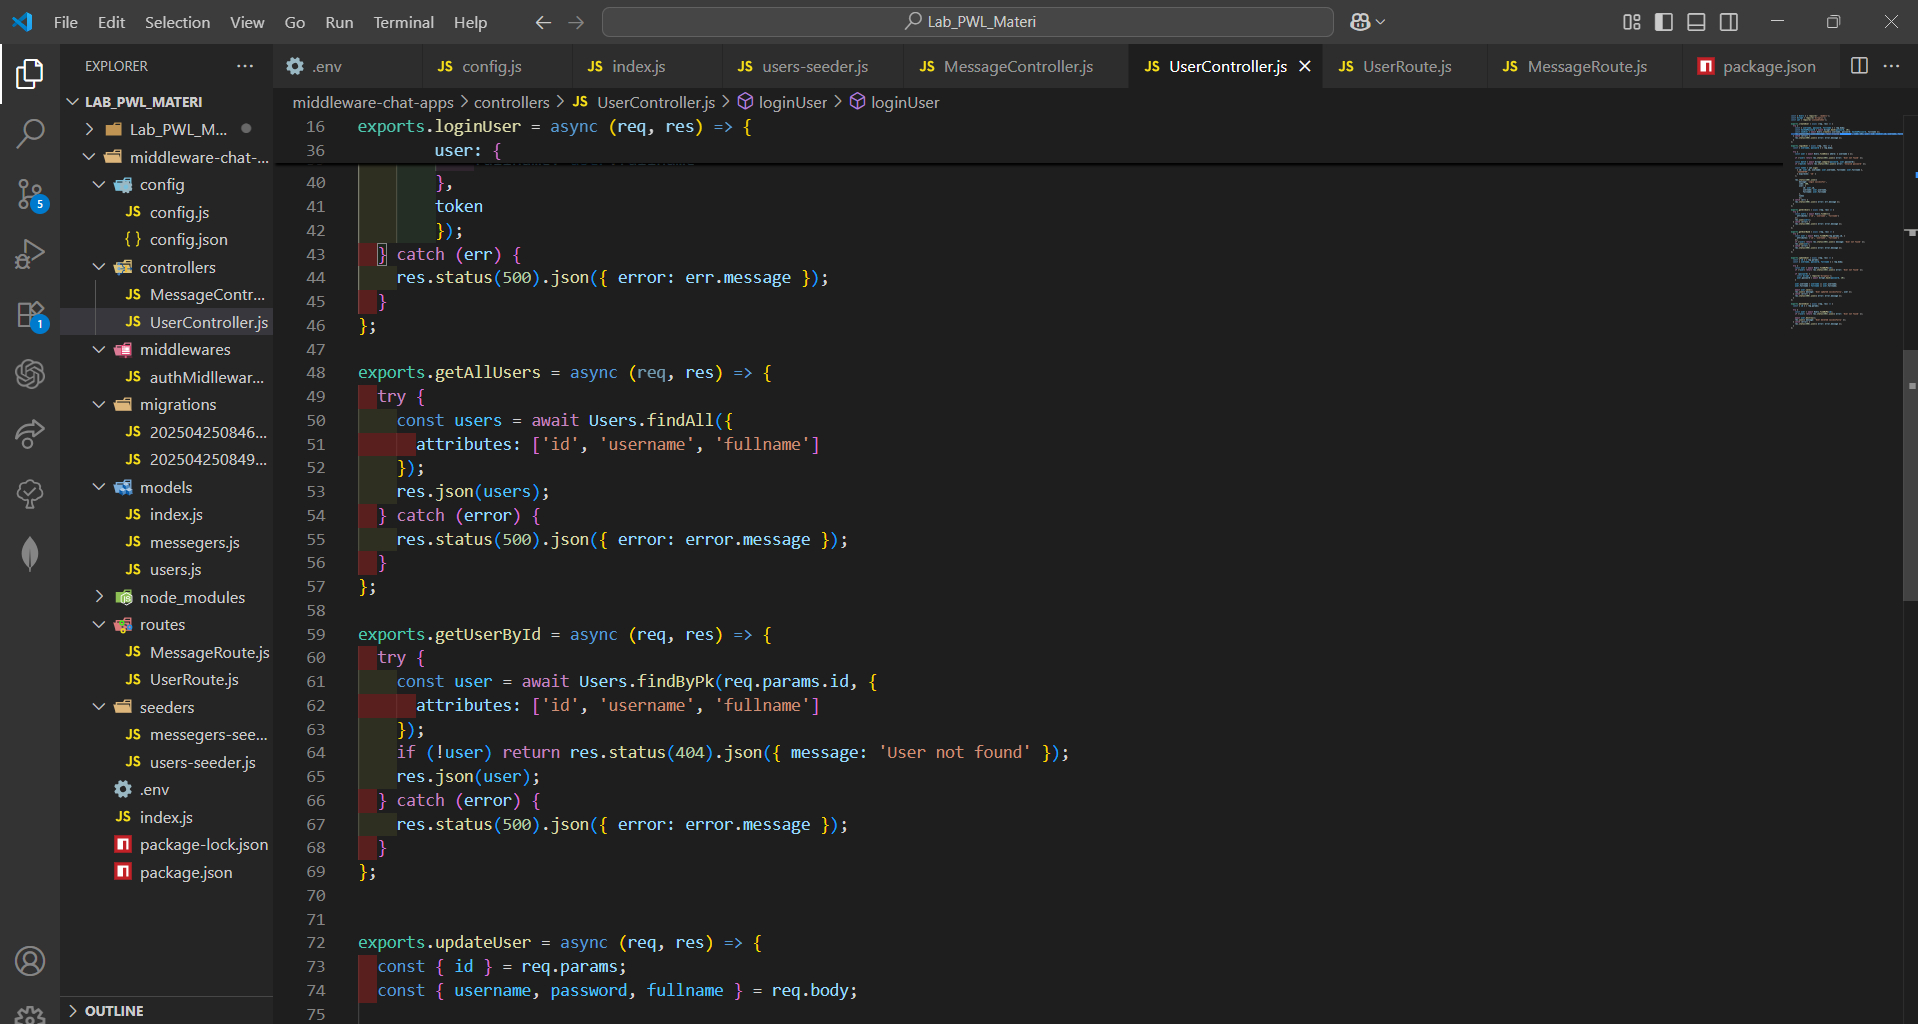 File Edit Selection View Go Run Terminal Help
Lab_PWL_Materi
EXPLORER
LAB_PWL_MATERI
Lab_PWL_M...
middleware-chat-...
config
JS config.js
{} config.json
controllers
JS MessageContr...
JS UserController.js
middlewares
JS authMidllewar...
migrations
JS 202504250846...
JS 202504250849...
models
JS index.js
JS messegers.js
JS users.js
node_modules
routes
JS MessageRoute.js
JS UserRoute.js
seeders
JS messegers-see...
JS users-seeder.js
.env
JS index.js
package-lock.json
package.json
OUTLINE
5
1
.env JS config.js JS index.js JS users-seeder.js JS MessageController.js JS UserController.js JS UserRoute.js JS MessageRoute.js package.json
middleware-chat-apps > controllers > JS UserController.js > loginUser > loginUser
16 exports.loginUser = async (req, res) => {
36 user: {
40 },
41 token
42 });
43 } catch (err) {
44 res.status(500).json({ error: err.message });
45 }
46 };
47
48 exports.getAllUsers = async (req, res) => {
49 try {
50 const users = await Users.findAll({
51 attributes: ['id', 'username', 'fullname']
52 });
53 res.json(users);
54 } catch (error) {
55 res.status(500).json({ error: error.message });
56 }
57 };
58
59 exports.getUserById = async (req, res) => {
60 try {
61 const user = await Users.findByPk(req.params.id, {
62 attributes: ['id', 'username', 'fullname']
63 });
64 if (!user) return res.status(404).json({ message: 'User not found' });
65 res.json(user);
66 } catch (error) {
67 res.status(500).json({ error: error.message });
68 }
69 };
70
71
72 exports.updateUser = async (req, res) => {
73 const { id } = req.params;
74 const { username, password, fullname } = req.body;
75